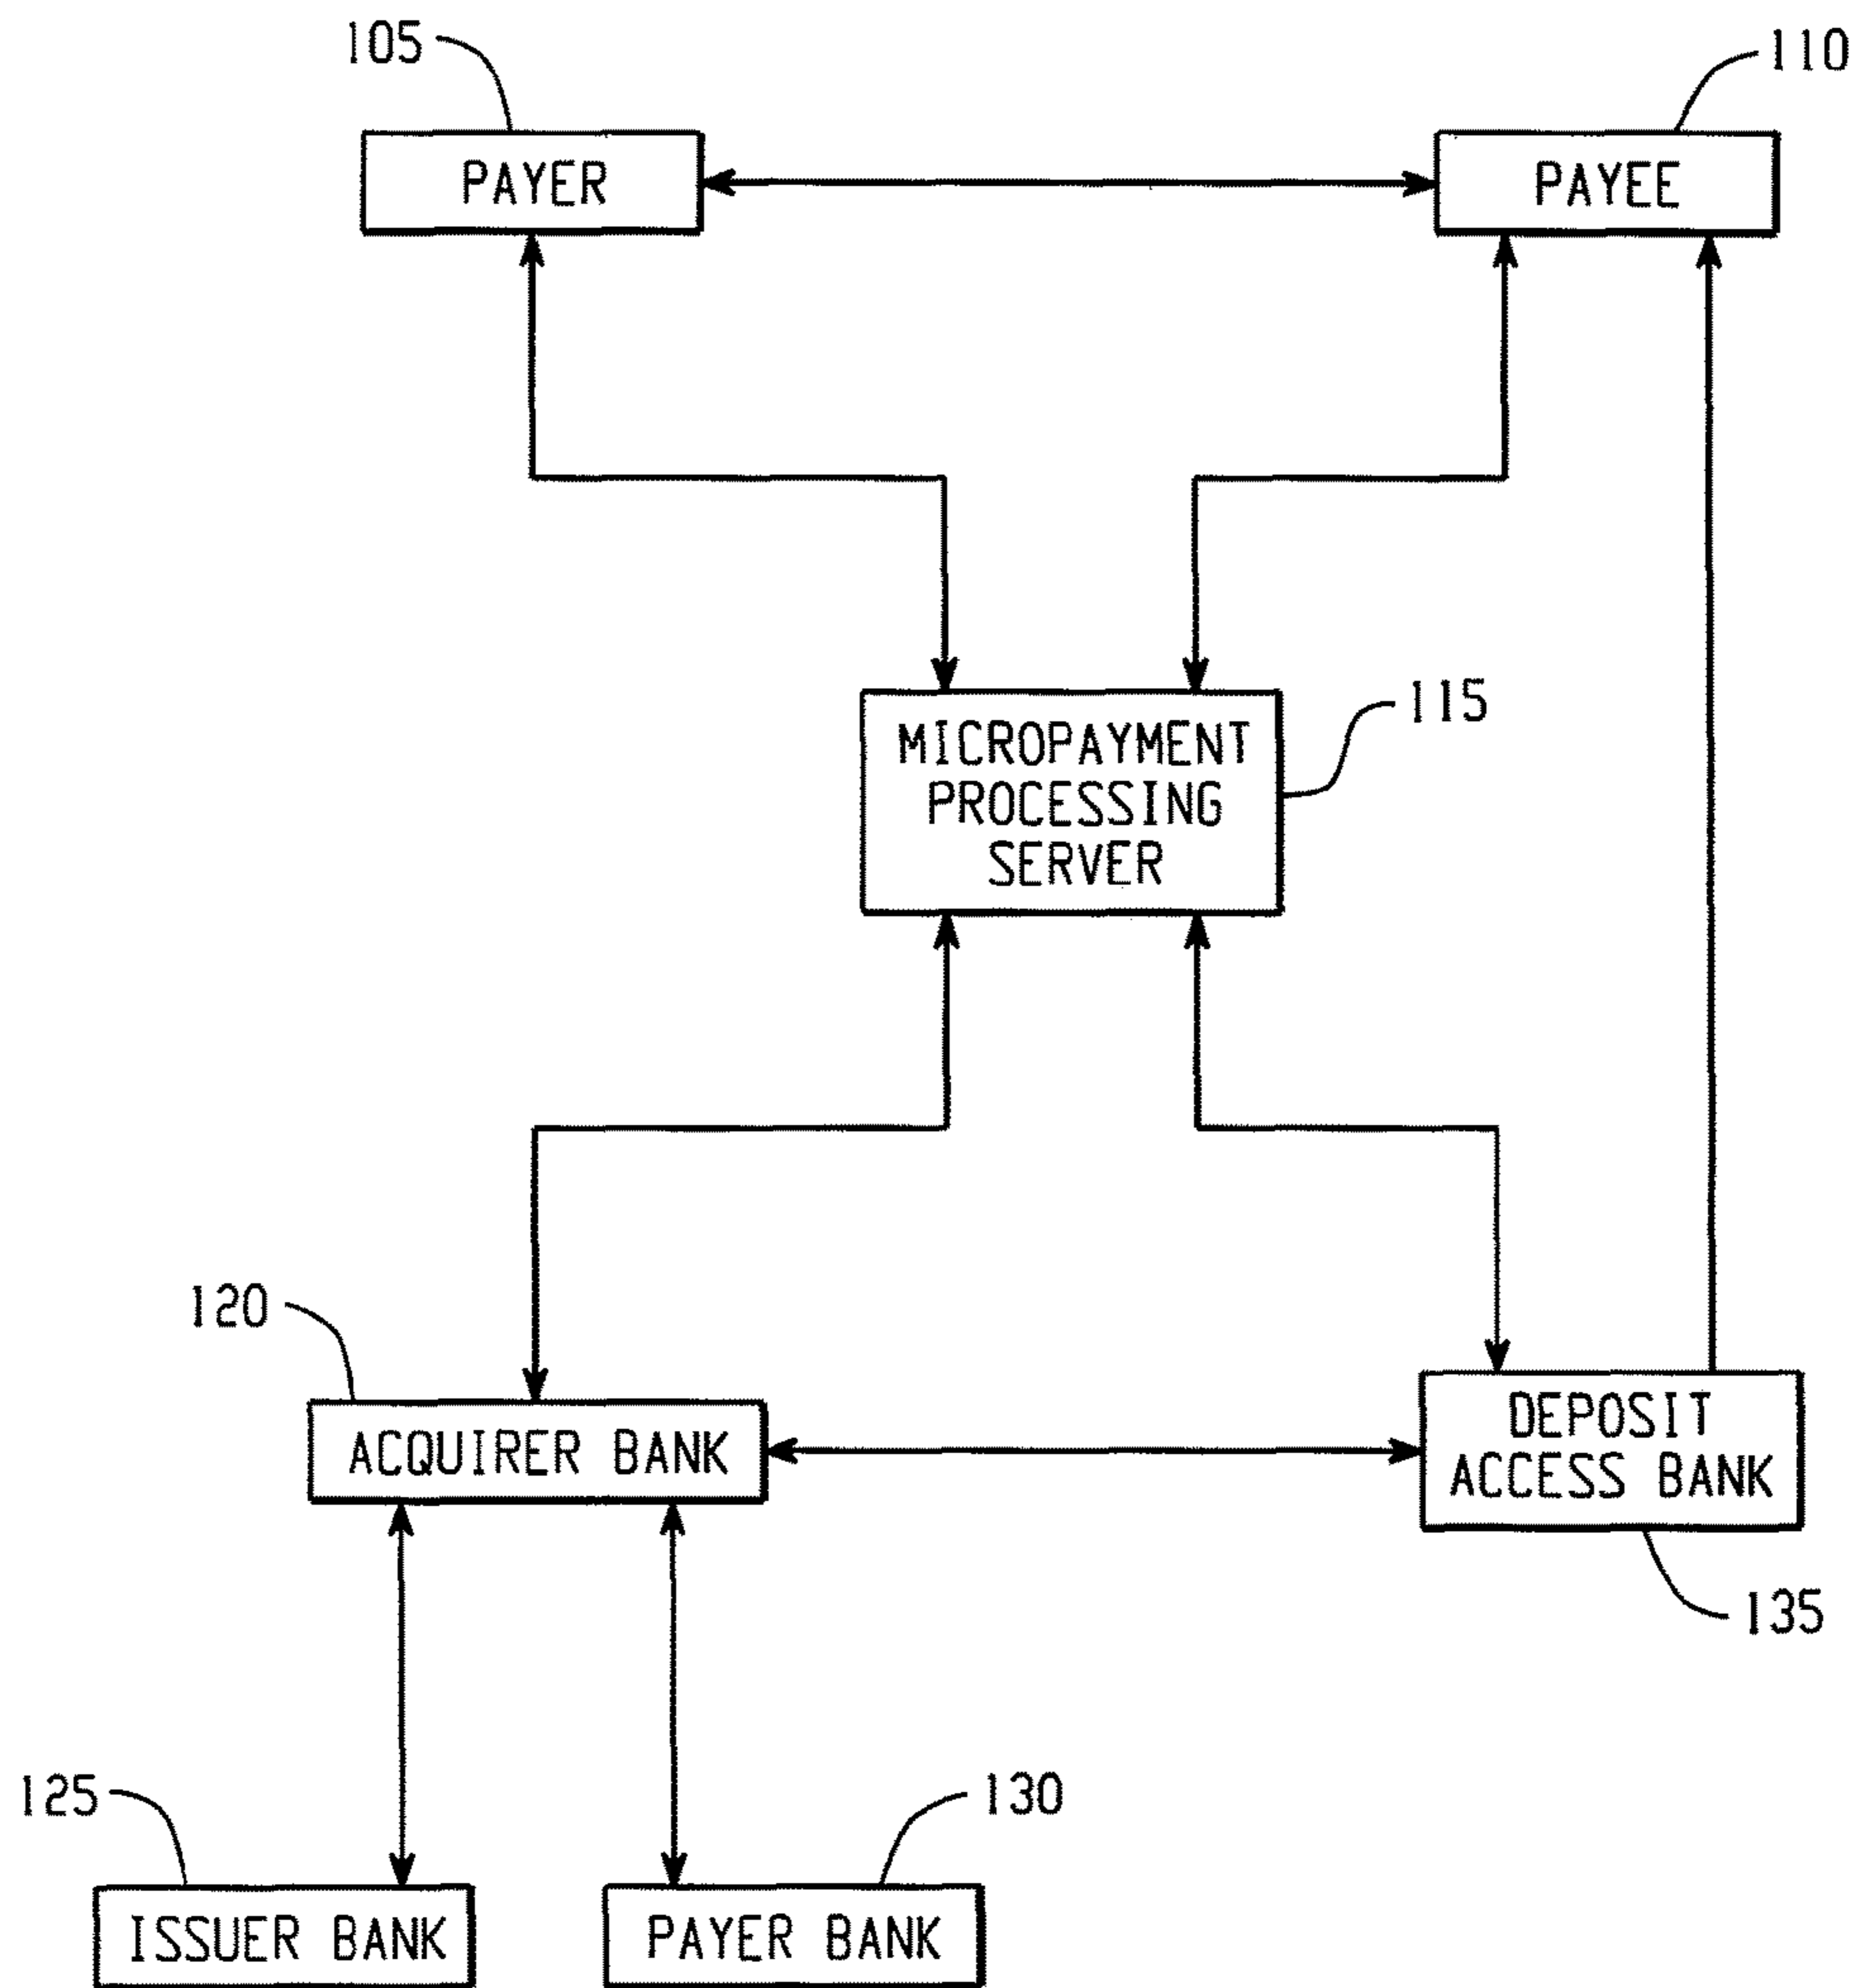 105
110
PAYER
PAYEE
MICROPAYMENT
PROCESSING
SERVER
115
120
ACQUIRER BANK
DEPOSIT
ACCESS BANK
135
125
130
ISSUER BANK
PAYER BANK